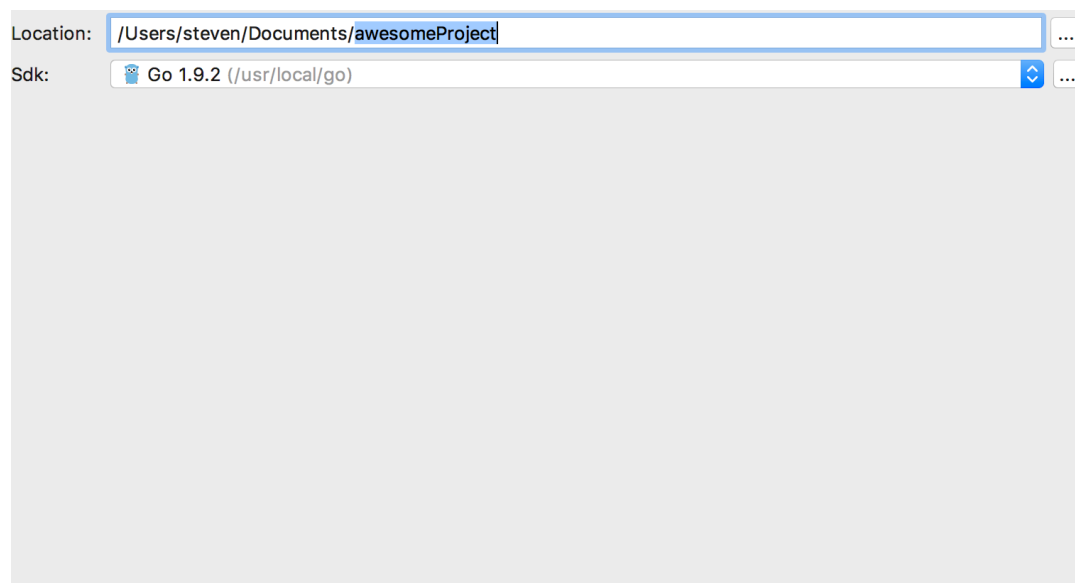 Location: /Users/steven/Documents/awesomeProject ...
Sdk: Go 1.9.2 (/usr/local/go) ...